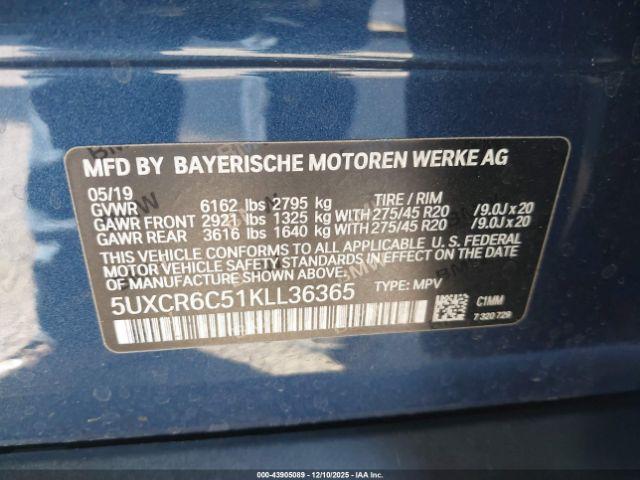 MFD BY BAYERISCHE MOTOREN WERKE AG
05/19
GVWR 6162 lbs 2795 kg TIRE / RIM
GAWR FRONT 2921 lbs 1325 kg WITH 275/45 R20 /9.0J x 20
GAWR REAR 3616 lbs 1640 kg WITH 275/45 R20 /9.0J x 20
THIS VEHICLE CONFORMS TO ALL APPLICABLE U. S. FEDERAL
MOTOR VEHICLE SAFETY STANDARDS IN EFFECT ON THE DATE
OF MANUFACTURE SHOWN ABOVE.
5UXCR6C51KLL36365 TYPE: MPV
C1MM
7 320 729
000-43905089 - 12/10/2025 - IAAI.COM